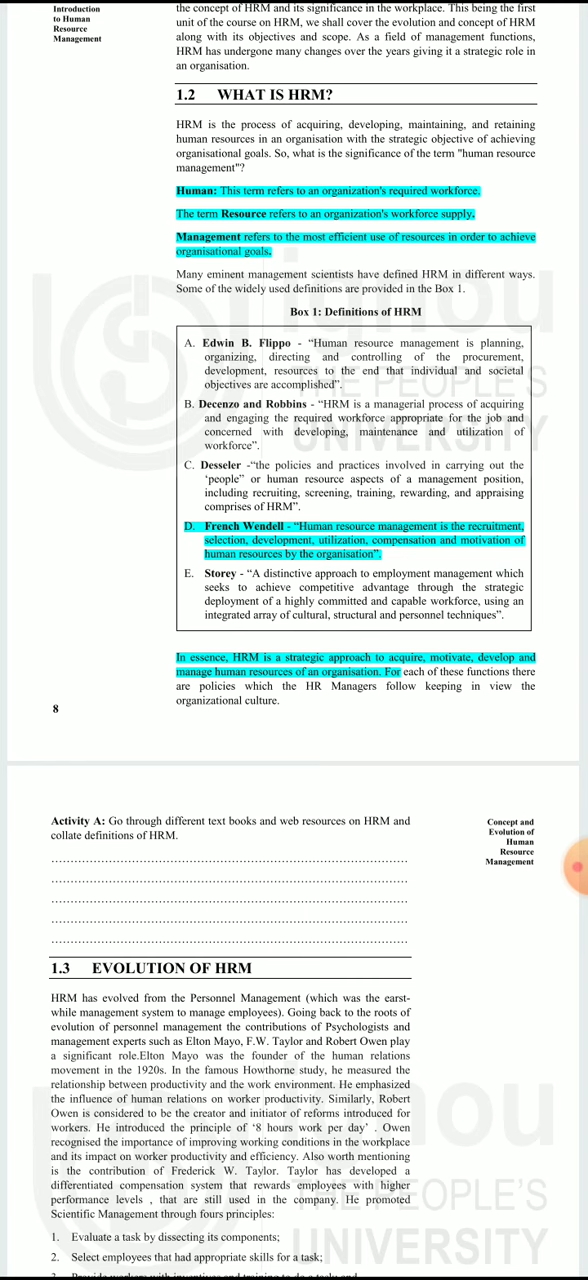 Introduction
to Human
Resource
Management
the concept of HRM and its significance in the workplace. This being the first
unit of the course on HRM, we shall cover the evolution and concept of HRM
along with its objectives and scope. As a field of management functions,
HRM has undergone many changes over the years giving it a strategic role in
an organisation.
1.2 WHAT IS HRM?
HRM is the process of acquiring, developing, maintaining, and retaining
human resources in an organisation with the strategic objective of achieving
organisational goals. So, what is the significance of the term "human resource
management"?
Human: This term refers to an organization's required workforce.
The term Resource refers to an organization's workforce supply.
Management refers to the most efficient use of resources in order to achieve
organisational goals.
Many eminent management scientists have defined HRM in different ways.
Some of the widely used definitions are provided in the Box 1.
Box 1: Definitions of HRM
A. Edwin B. Flippo - “Human resource management is planning,
organizing, directing and controlling of the procurement,
development, resources to the end that individual and societal
objectives are accomplished”.
B. Decenzo and Robbins - “HRM is a managerial process of acquiring
and engaging the required workforce appropriate for the job and
concerned with developing, maintenance and utilization of
workforce”.
C. Desseler -“the policies and practices involved in carrying out the
‘people” or human resource aspects of a management position,
including recruiting, screening, training, rewarding, and appraising
comprises of HRM”.
D. French Wendell - “Human resource management is the recruitment,
selection, development, utilization, compensation and motivation of
human resources by the organisation”.
E. Storey - “A distinctive approach to employment management which
seeks to achieve competitive advantage through the strategic
deployment of a highly committed and capable workforce, using an
integrated array of cultural, structural and personnel techniques”.
In essence, HRM is a strategic approach to acquire, motivate, develop and
manage human resources of an organisation. For each of these functions there
are policies which the HR Managers follow keeping in view the
organizational culture.
8
ignou
THE PEOPLE'S
UNIVERSITY
Activity A: Go through different text books and web resources on HRM and
collate definitions of HRM.
Concept and
Evolution of
Human
Resource
Management
1.3 EVOLUTION OF HRM
HRM has evolved from the Personnel Management (which was the earst-
while management system to manage employees). Going back to the roots of
evolution of personnel management the contributions of Psychologists and
management experts such as Elton Mayo, F.W. Taylor and Robert Owen play
a significant role.Elton Mayo was the founder of the human relations
movement in the 1920s. In the famous Howthorne study, he measured the
relationship between productivity and the work environment. He emphasized
the influence of human relations on worker productivity. Similarly, Robert
Owen is considered to be the creator and initiator of reforms introduced for
workers. He introduced the principle of ‘8 hours work per day’ . Owen
recognised the importance of improving working conditions in the workplace
and its impact on worker productivity and efficiency. Also worth mentioning
is the contribution of Frederick W. Taylor. Taylor has developed a
differentiated compensation system that rewards employees with higher
performance levels , that are still used in the company. He promoted
Scientific Management through fours principles:
1. Evaluate a task by dissecting its components;
2. Select employees that had appropriate skills for a task;
3. Provide workers with incentives and training to do a task; and
ignou
THE PEOPLE'S
UNIVERSITY